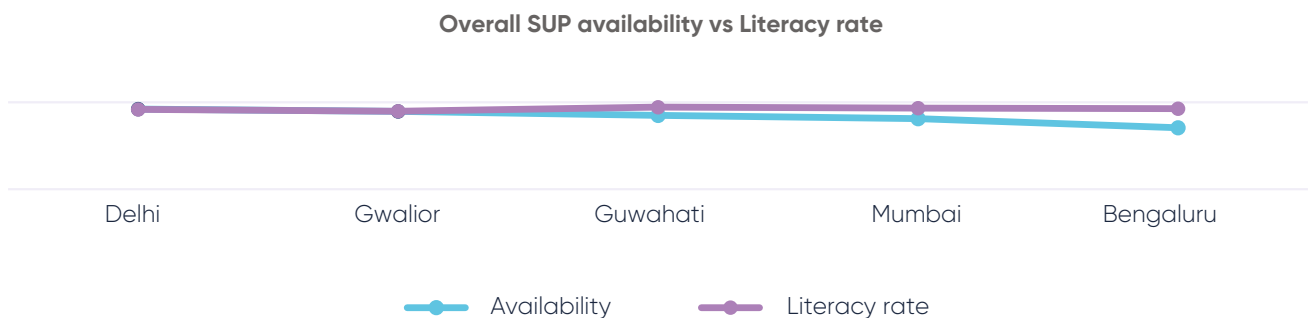 Overall SUP availability vs Literacy rate
Delhi Gwalior Guwahati Mumbai Bengaluru
Availability Literacy rate